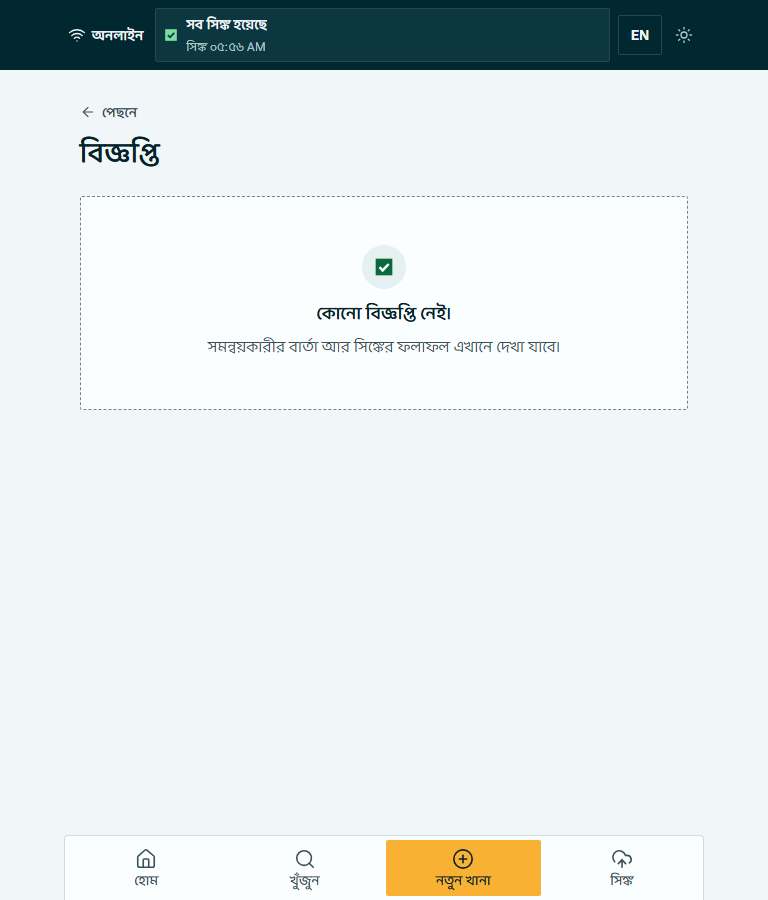 অনলাইন
সব সিঙ্ক হয়েছে
সিঙ্ক ০৫:৫৬ AM
EN
পেছনে
বিজ্ঞপ্তি
কোনো বিজ্ঞপ্তি নেই।
সমন্বয়কারীর বার্তা আর সিঙ্কের ফলাফল এখানে দেখা যাবে।
হোম
খুঁজুন
নতুন খানা
সিঙ্ক